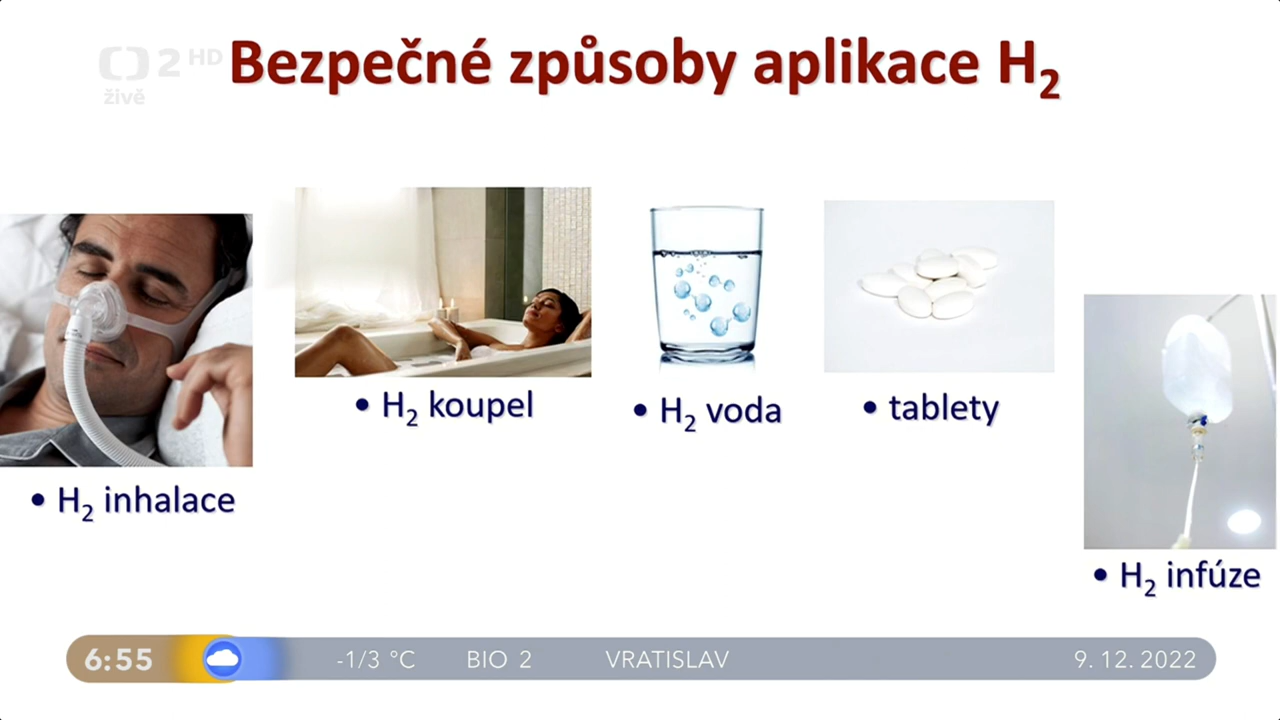 2 HD
živě
Bezpečné způsoby aplikace H₂
• H₂ inhalace
• H₂ koupel
• H₂ voda
• tablety
• H₂ infúze
6:55 -1/3 °C BIO 2 VRATISLAV 9. 12. 2022